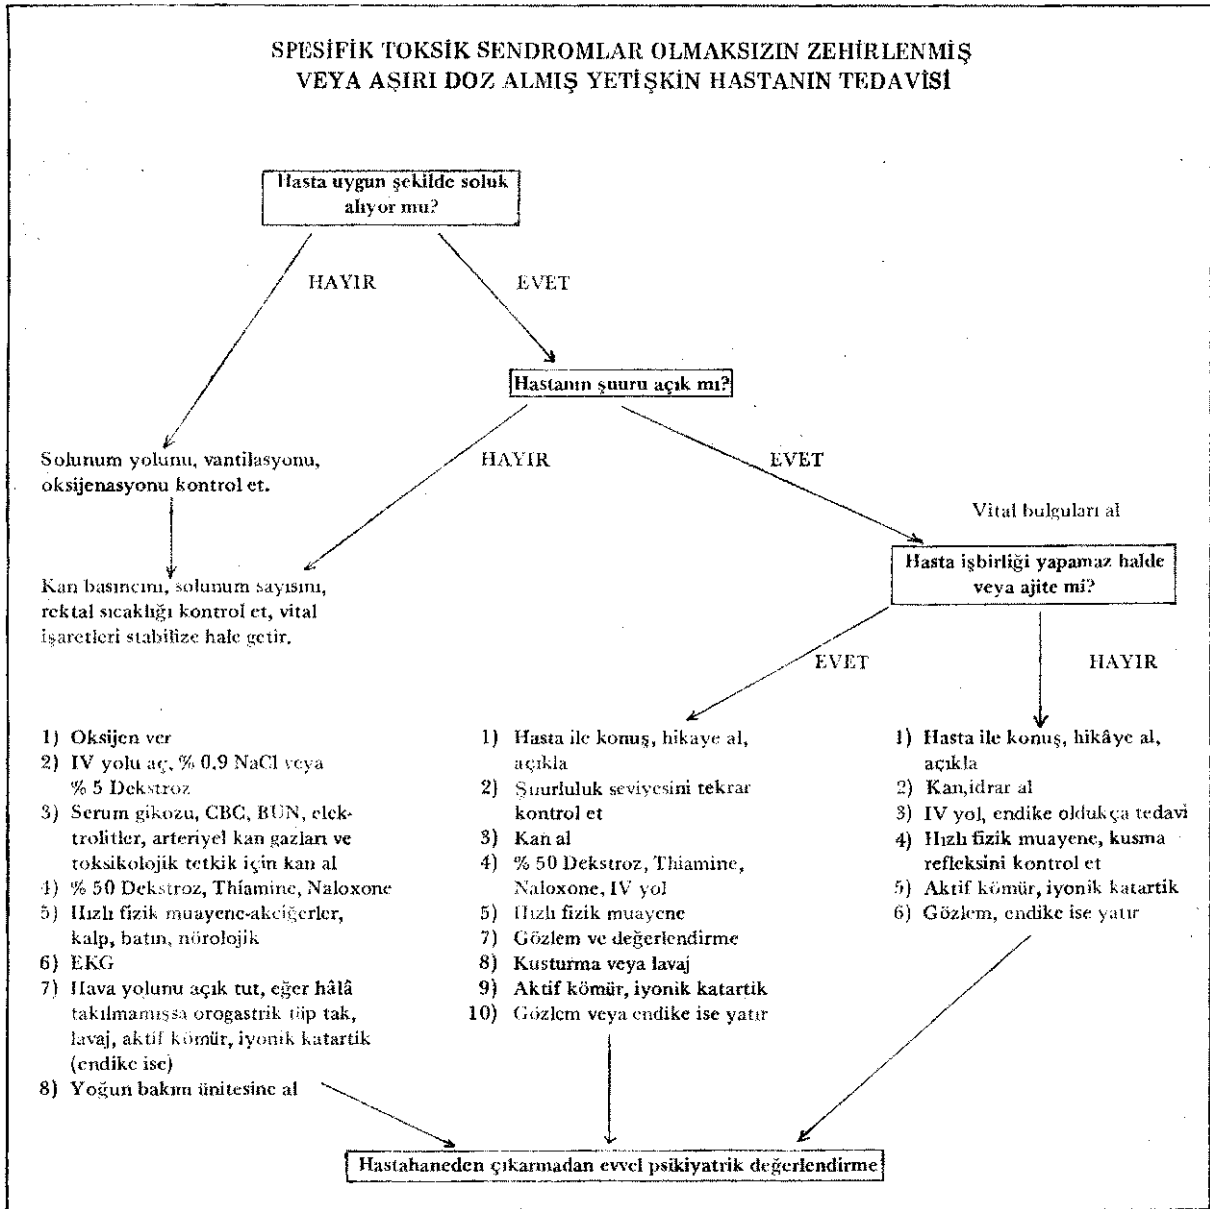 SPESİFİK TOKSİK SENDROMLAR OLMAKSIZIN ZEHİRLENMİŞ
VEYA AŞIRI DOZ ALMIŞ YETİŞKİN HASTANIN TEDAVİSİ
Hasta uygun şekilde soluk
alıyor mu?
HAYIR
EVET
Hastanın şuuru açık mı?
HAYIR
EVET
Solunum yolunu, vantilasyonu,
oksijenasyonu kontrol et.
Vital bulguları al
Hasta işbirliği yapamaz halde
veya ajite mi?
Kan basıncını, solunum sayısını,
rektal sıcaklığı kontrol et, vital
işaretleri stabilize hale getir.
EVET
HAYIR
1) Oksijen ver
2) IV yolu aç, % 0.9 NaCl veya
% 5 Dekstroz
3) Serum gikozu, CBC, BUN, elek-
trolitler, arteriyel kan gazları ve
toksikolojik tetkik için kan al
4) % 50 Dekstroz, Thiamine, Naloxone
5) Hızlı fizik muayene-akciğerler,
kalp, batın, nörolojik
6) EKG
7) Hava yolunu açık tut, eğer hâlâ
takılmamışsa orogastrik tüp tak,
lavaj, aktif kömür, iyonik katartik
(endike ise)
8) Yoğun bakım ünitesine al
1) Hasta ile konuş, hikaye al,
açıkla
2) Şuurluluk seviyesini tekrar
kontrol et
3) Kan al
4) % 50 Dekstroz, Thiamine,
Naloxone, IV yol
5) Hızlı fizik muayene
7) Gözlem ve değerlendirme
8) Kusturma veya lavaj
9) Aktif kömür, iyonik katartik
10) Gözlem veya endike ise yatır
1) Hasta ile konuş, hikâye al,
açıkla
2) Kan,idrar al
3) IV yol, endike oldukça tedavi
4) Hızlı fizik muayene, kusma
refleksini kontrol et
5) Aktif kömür, iyonik katartik
6) Gözlem, endike ise yatır
Hastahaneden çıkarmadan evvel psikiyatrik değerlendirme